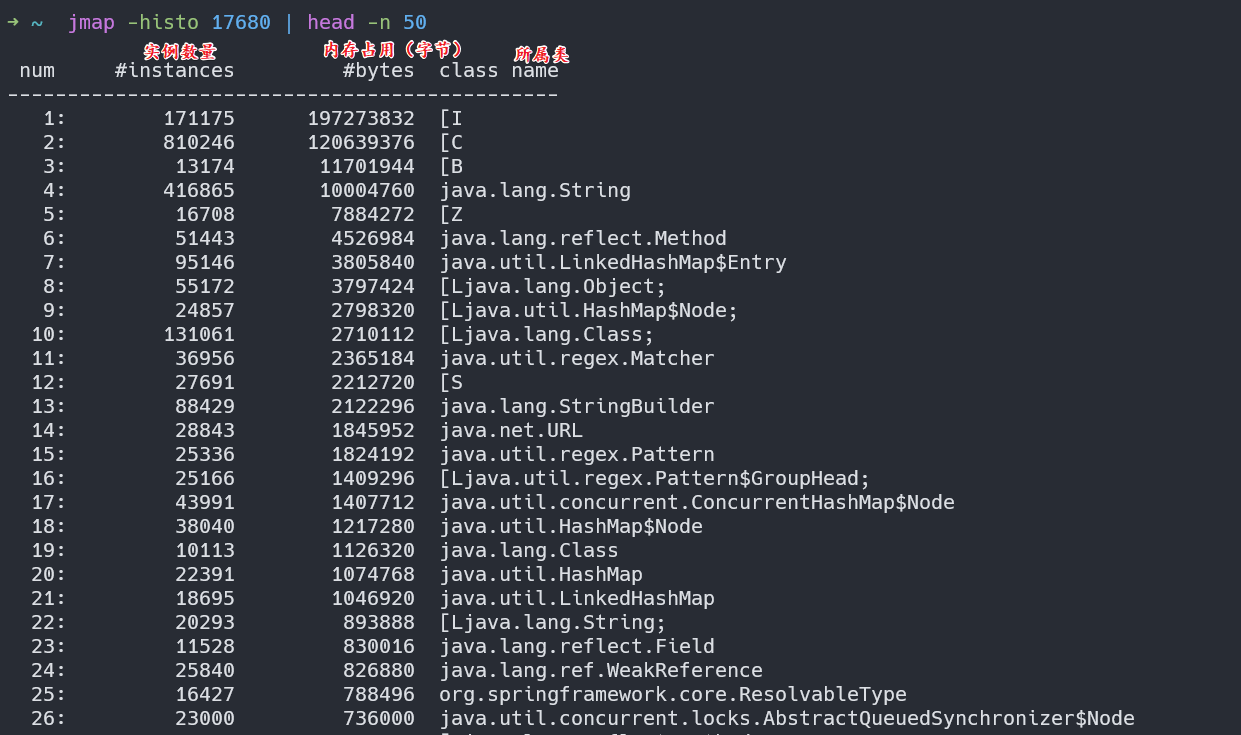 ➜ ~ jmap -histo 17680 | head -n 50
实例数量 内存占用（字节） 所属类
num #instances #bytes class name
----------------------------------------------
1: 171175 197273832 [I
2: 810246 120639376 [C
3: 13174 11701944 [B
4: 416865 10004760 java.lang.String
5: 16708 7884272 [Z
6: 51443 4526984 java.lang.reflect.Method
7: 95146 3805840 java.util.LinkedHashMap$Entry
8: 55172 3797424 [Ljava.lang.Object;
9: 24857 2798320 [Ljava.util.HashMap$Node;
10: 131061 2710112 [Ljava.lang.Class;
11: 36956 2365184 java.util.regex.Matcher
12: 27691 2212720 [S
13: 88429 2122296 java.lang.StringBuilder
14: 28843 1845952 java.net.URL
15: 25336 1824192 java.util.regex.Pattern
16: 25166 1409296 [Ljava.util.regex.Pattern$GroupHead;
17: 43991 1407712 java.util.concurrent.ConcurrentHashMap$Node
18: 38040 1217280 java.util.HashMap$Node
19: 10113 1126320 java.lang.Class
20: 22391 1074768 java.util.HashMap
21: 18695 1046920 java.util.LinkedHashMap
22: 20293 893888 [Ljava.lang.String;
23: 11528 830016 java.lang.reflect.Field
24: 25840 826880 java.lang.ref.WeakReference
25: 16427 788496 org.springframework.core.ResolvableType
26: 23000 736000 java.util.concurrent.locks.AbstractQueuedSynchronizer$Node